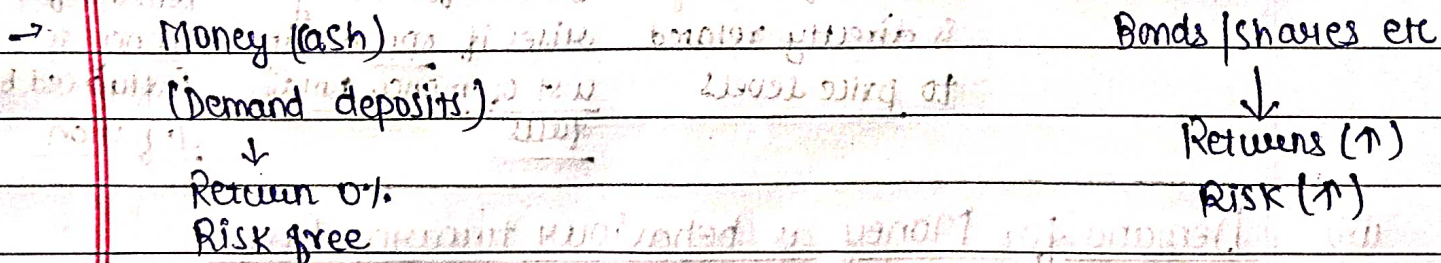 → Money (cash) Bonds/shares etc
(Demand deposits). ↓
↓ Returns (↑)
Return 0%. Risk (↑)
Risk free